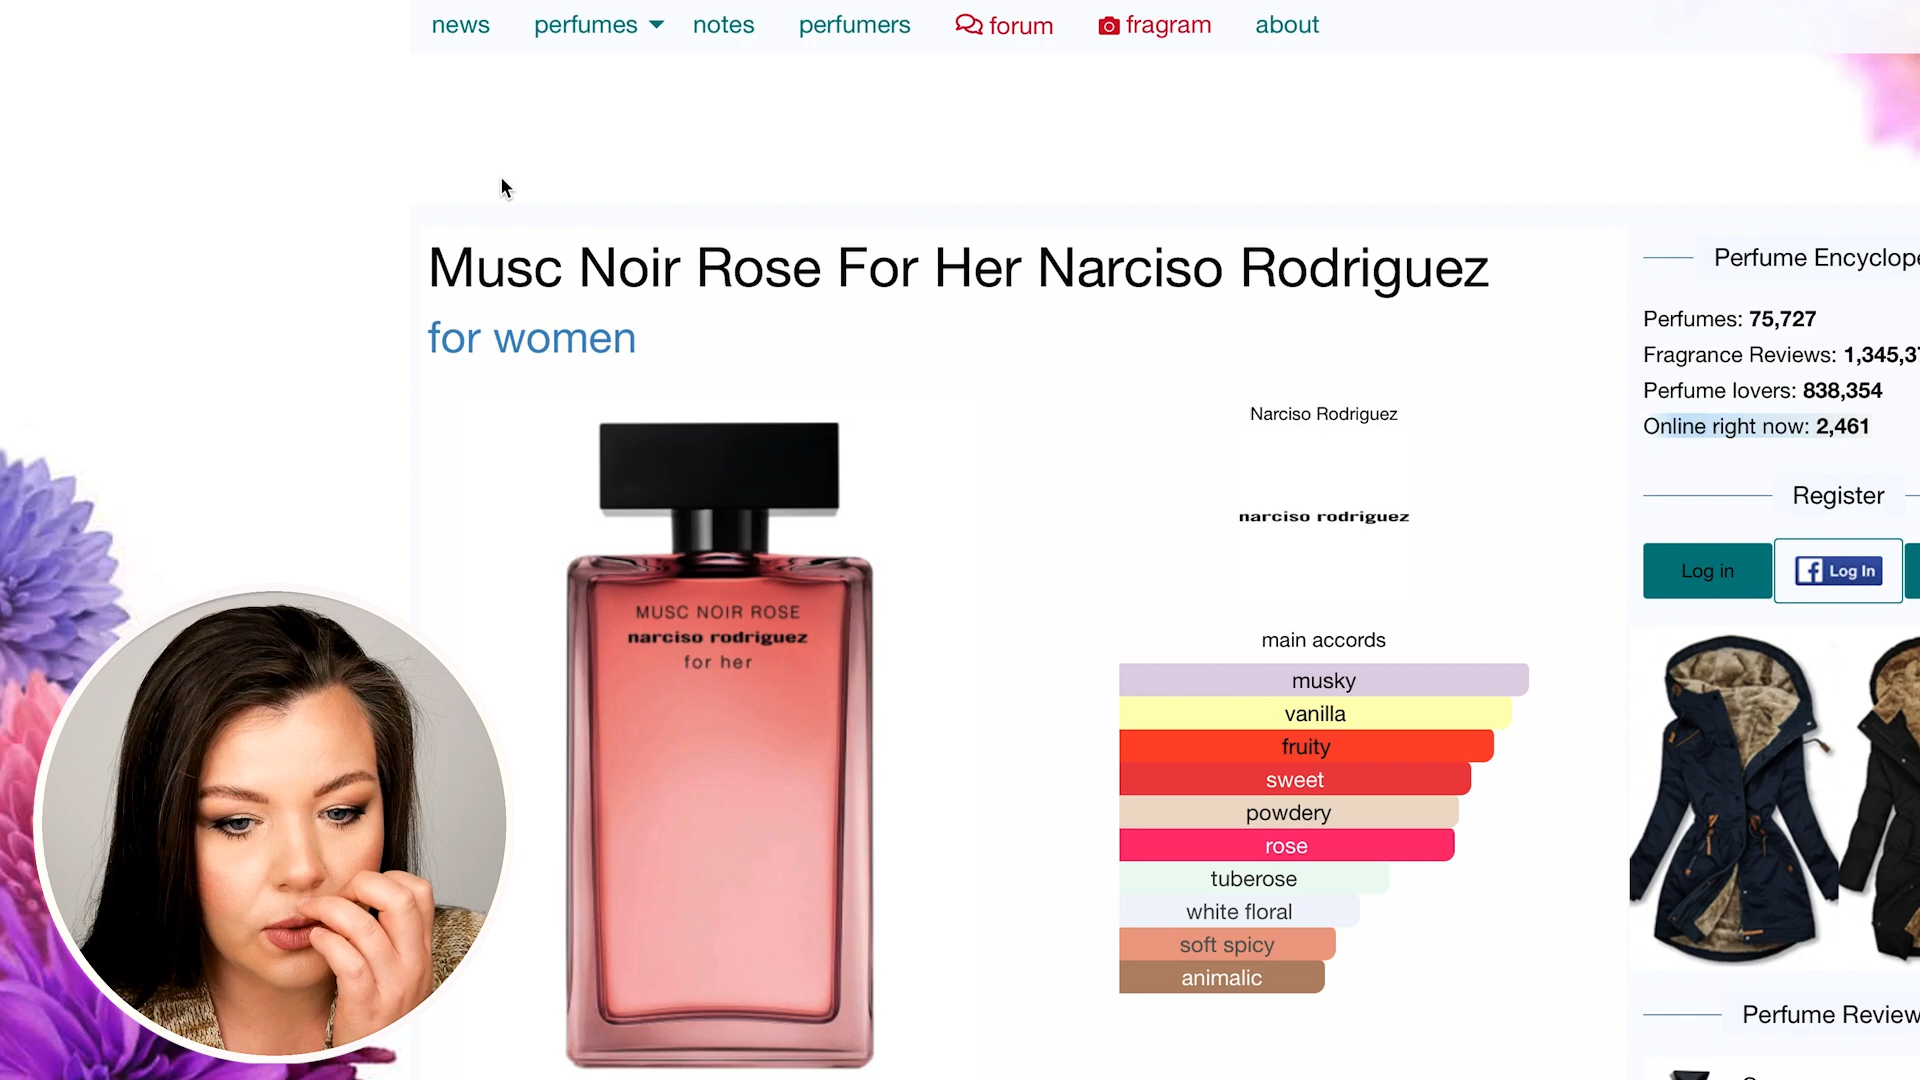 news perfumes notes perfumers forum fragram about
Musc Noir Rose For Her Narciso Rodriguez
for women
Narciso Rodriguez
narciso rodriguez
main accords
musky
vanilla
fruity
sweet
powdery
rose
tuberose
white floral
soft spicy
animalic
MUSC NOIR ROSE
narciso rodriguez
for her
Perfume Encyclope
Perfumes: 75,727
Fragrance Reviews: 1,345,37
Perfume lovers: 838,354
Online right now: 2,461
Register
Log in
Log In
Perfume Review